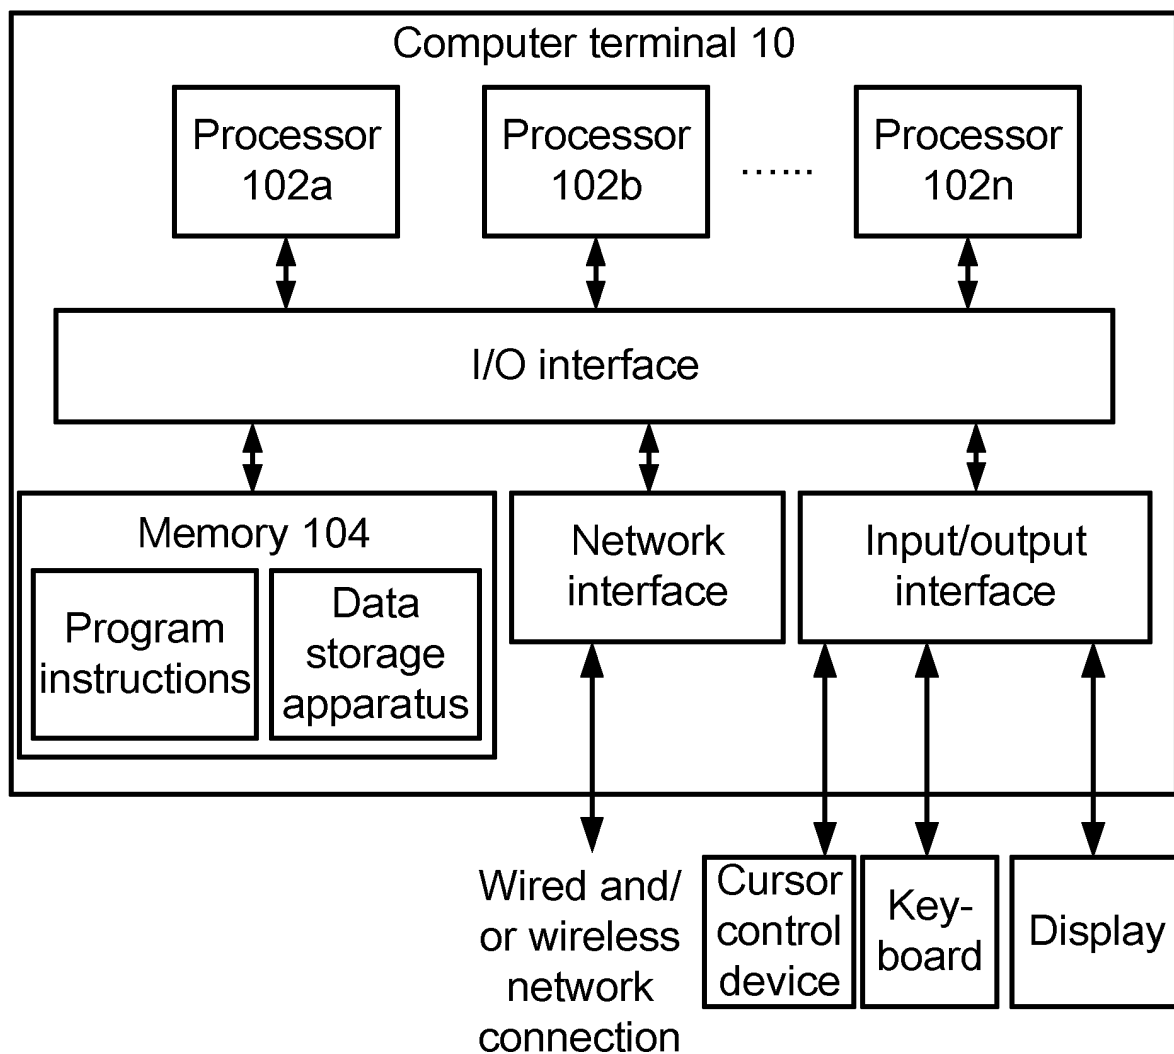 Computer terminal 10
Processor
102a
Processor
102b
......
Processor
102n
I/O interface
Memory 104
Program
instructions
Data
storage
apparatus
Network
interface
Input/output
interface
Wired and/
or wireless
network
connection
Cursor
control
device
Key-
board
Display